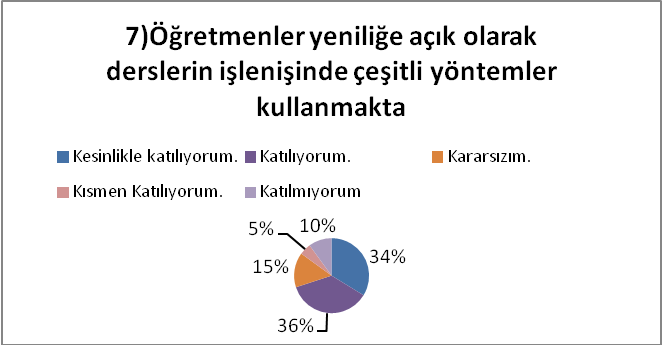 7)Öğretmenler yeniliğe açık olarak
derslerin işlenişinde çeşitli yöntemler
kullanmakta
Kesinlikle katılıyorum. Katılıyorum. Kararsızım.
Kısmen Katılıyorum. Katılmıyorum
5% 10%
34%
15%
36%